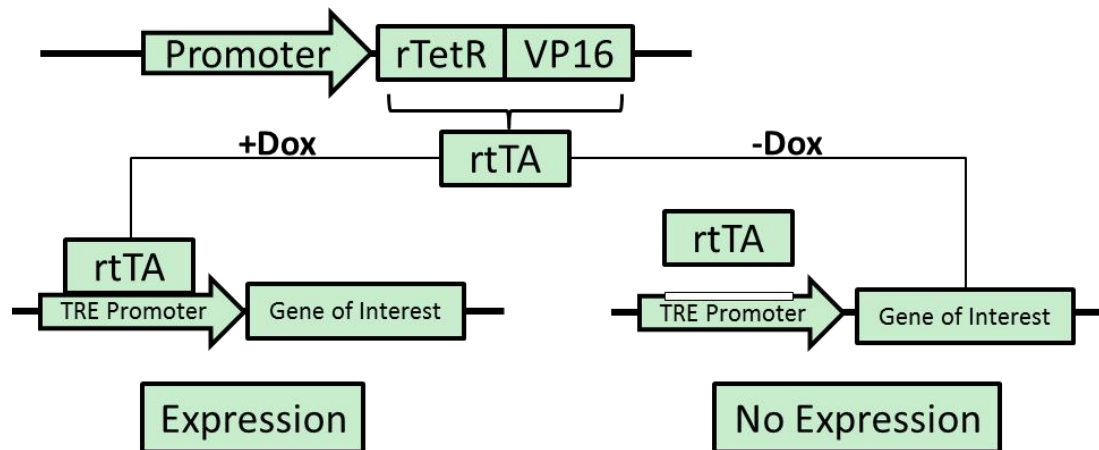 Promoter
rTetR
VP16
+Dox
rtTA
-Dox
rtTA
TRE Promoter
Gene of Interest
rtTA
TRE Promoter
Gene of Interest
Expression
No Expression